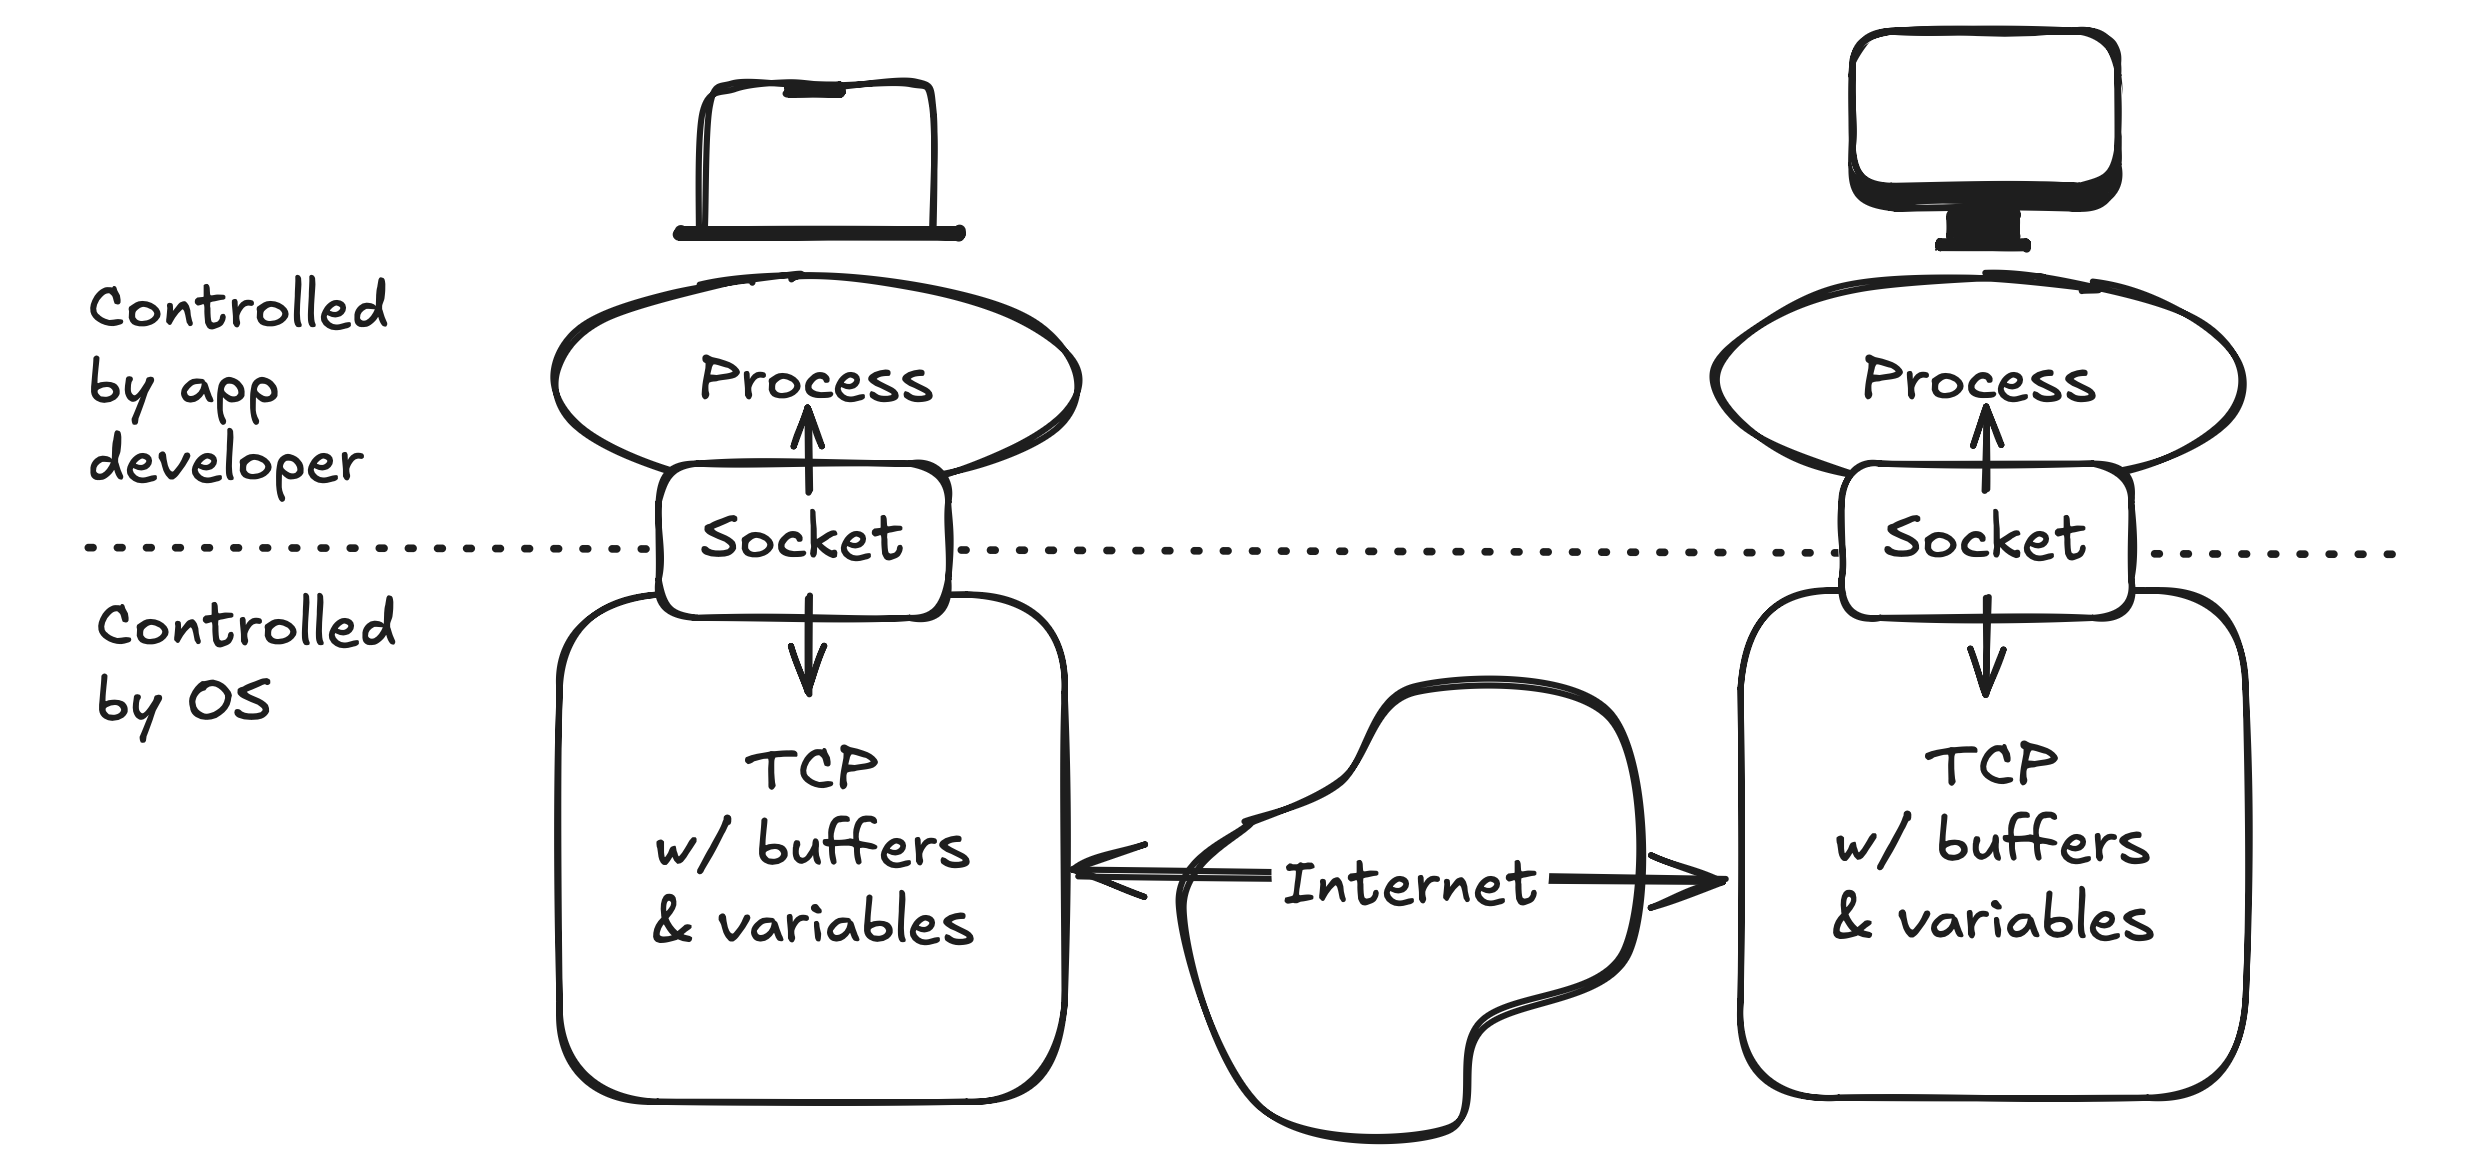 Controlled
by app
developer
Controlled
by OS
Process
Socket
TCP
w/ buffers
& variables
Internet
Process
Socket
TCP
w/ buffers
& variables